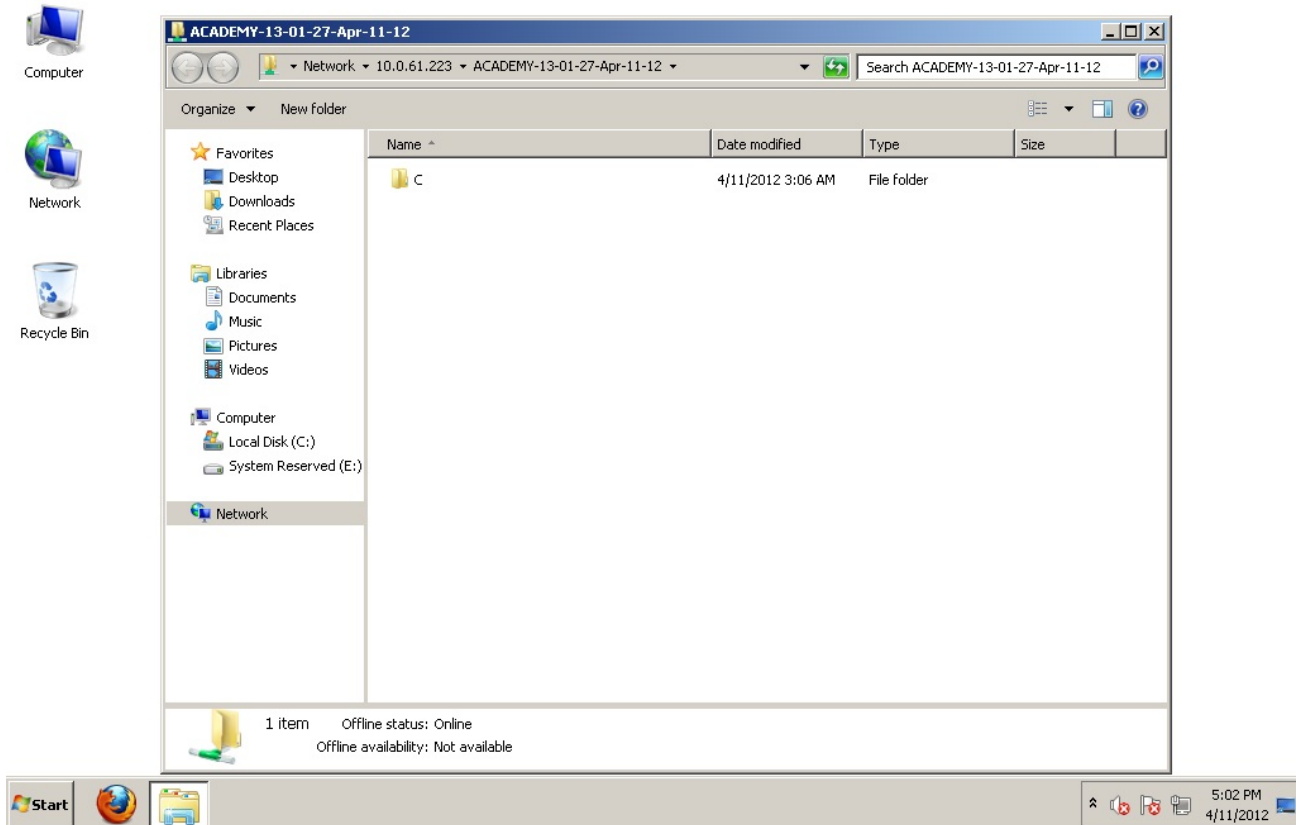 Computer
Network
Recycle Bin
ACADEMY-13-01-27-Apr-11-12
Network 10.0.61.223 ACADEMY-13-01-27-Apr-11-12
Search ACADEMY-13-01-27-Apr-11-12
Organize New folder
Favorites
Desktop
Downloads
Recent Places
Libraries
Documents
Music
Pictures
Videos
Computer
Local Disk (C:)
System Reserved (E:)
Network
Name Date modified Type Size
C 4/11/2012 3:06 AM File folder
1 item Offline status: Online
Offline availability: Not available
Start
5:02 PM
4/11/2012